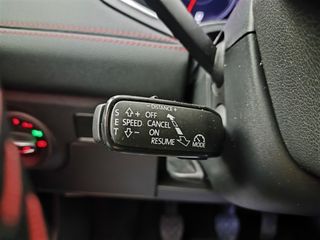 - DISTANCE +
S + OFF
E SPEED CANCEL
T - ON
RESUME MODE